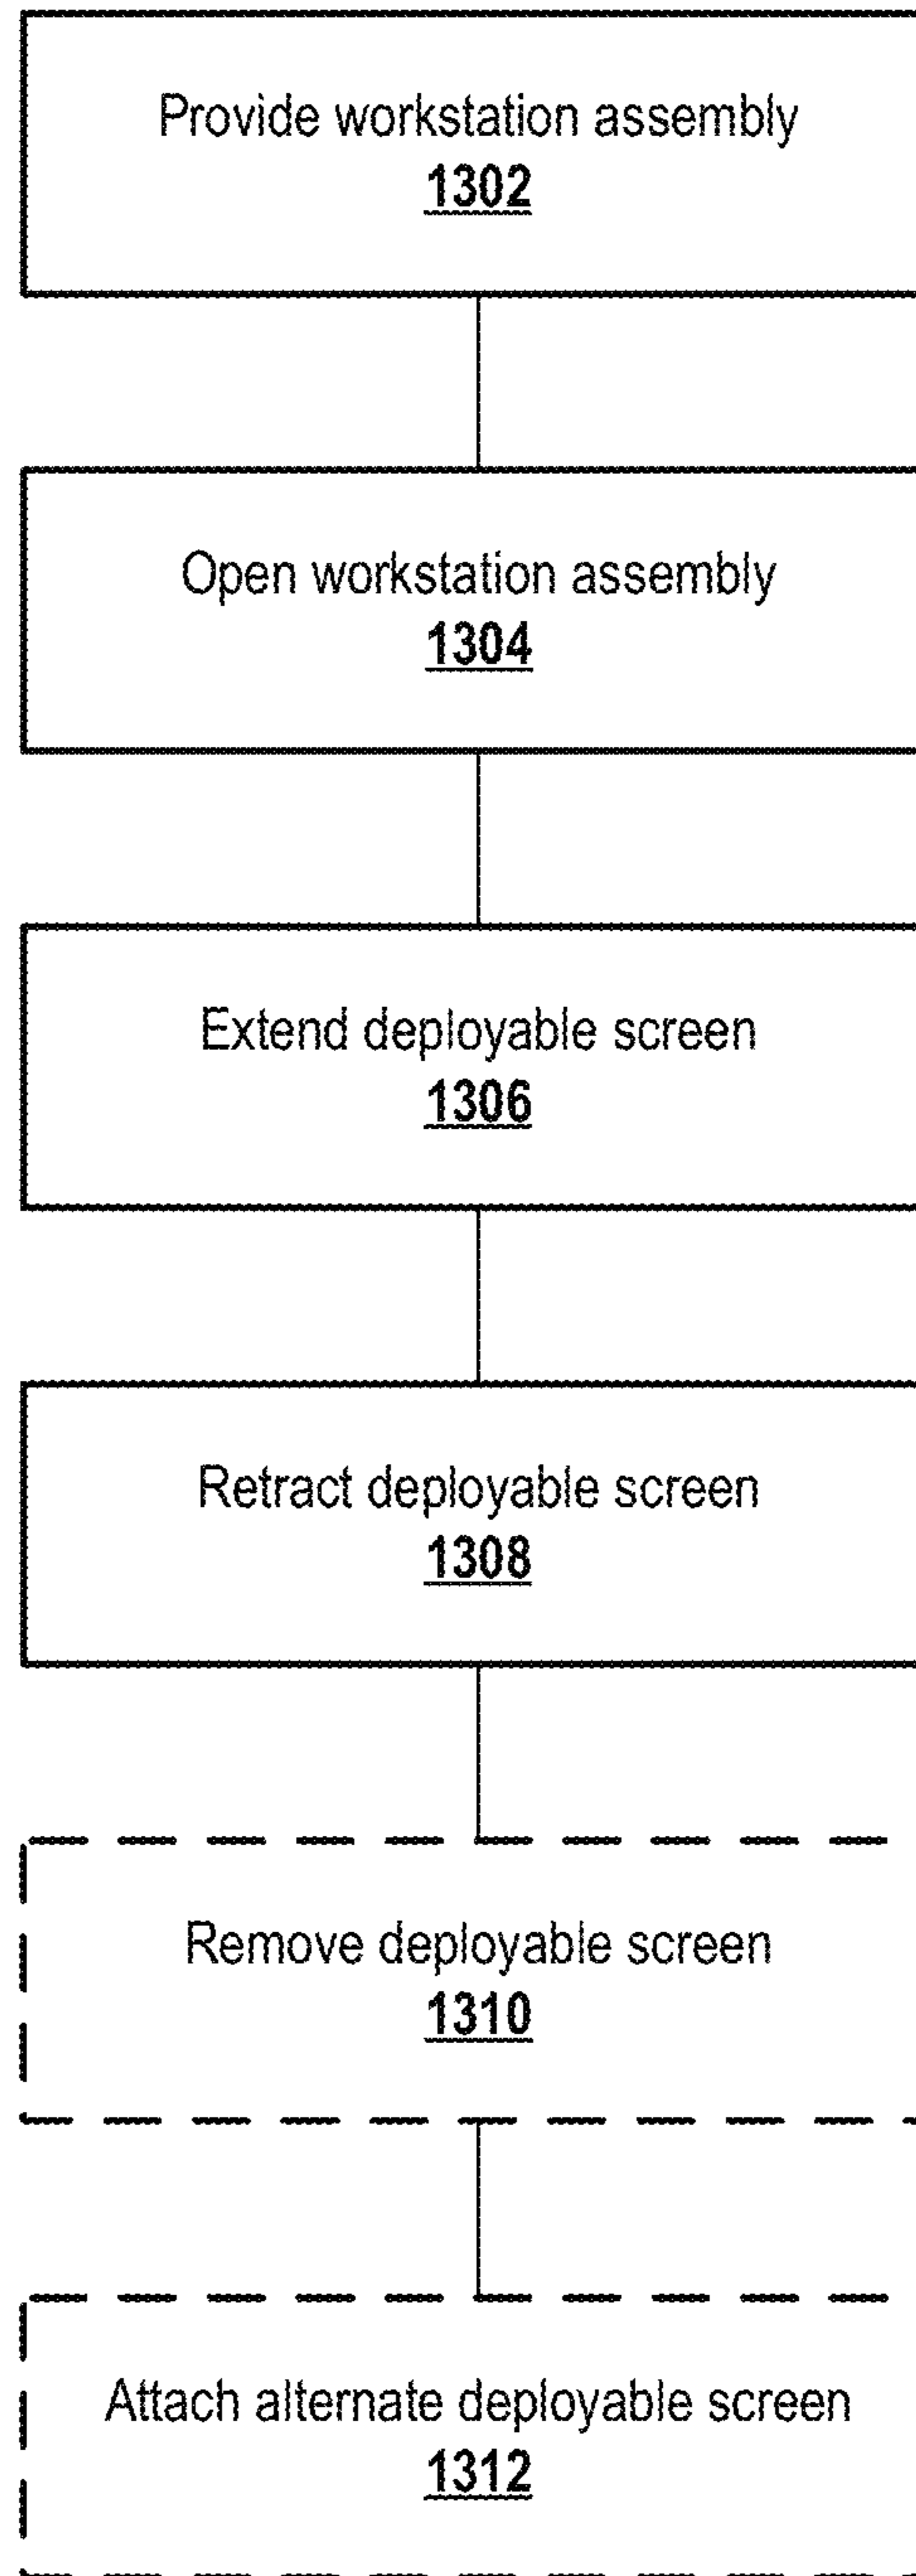 Provide workstation assembly
1302
Open workstation assembly
1304
Extend deployable screen
1306
Retract deployable screen
1308
Remove deployable screen
1310
Attach alternate deployable screen
1312